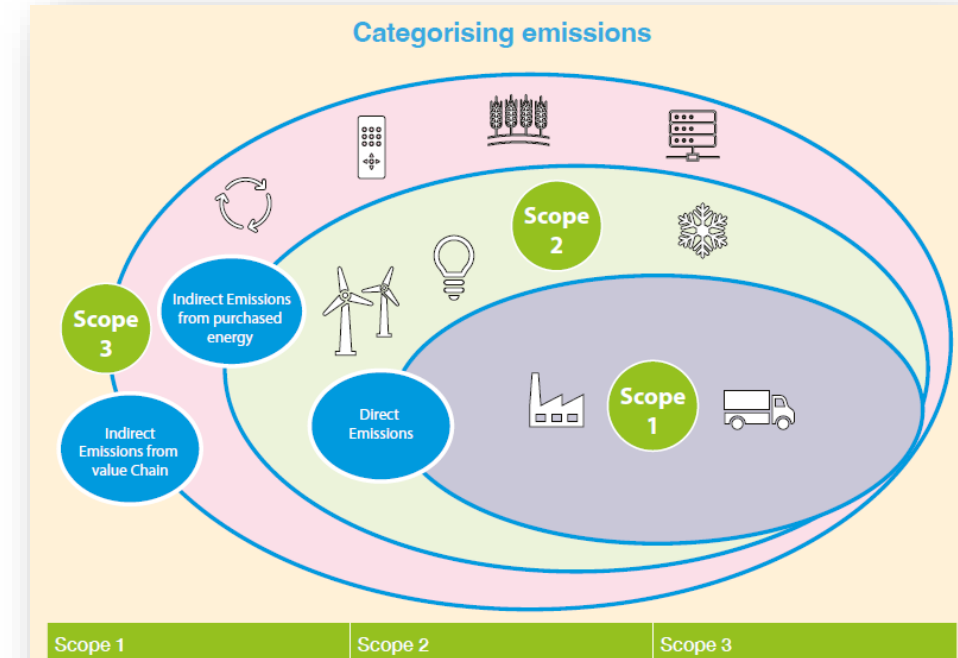 Categorising emissions
Scope
2
Indirect Emissions
from purchased
energy
Scope
3
Direct
Emissions
Scope
1
Indirect
Emissions from
value Chain
Scope 1
Scope 2
Scope 3